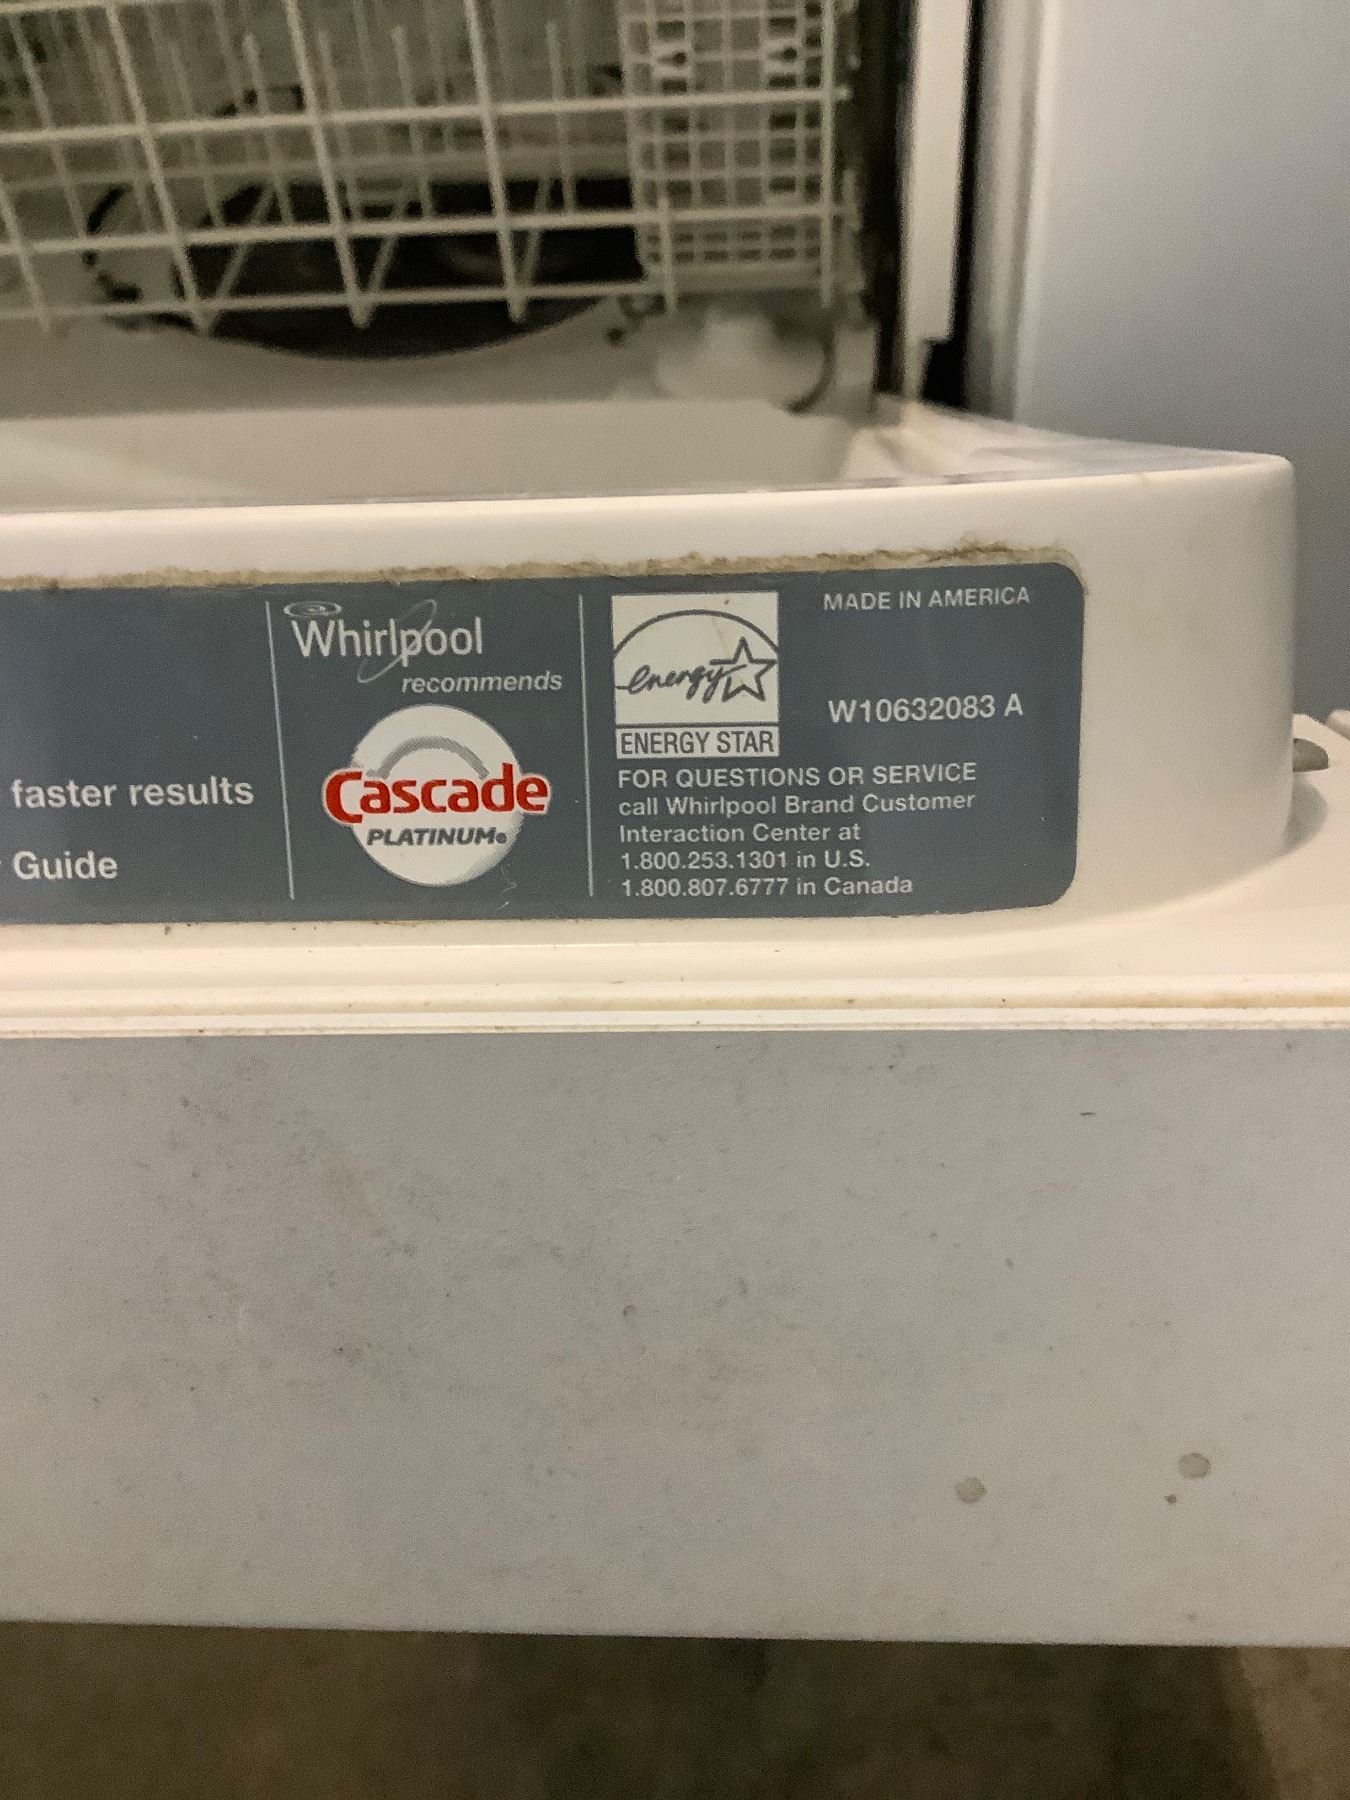 faster results
Guide
Whirlpool
recommends
Cascade
PLATINUM®
energy
ENERGY STAR
MADE IN AMERICA
W10632083 A
FOR QUESTIONS OR SERVICE
call Whirlpool Brand Customer
Interaction Center at
1.800.253.1301 in U.S.
1.800.807.6777 in Canada